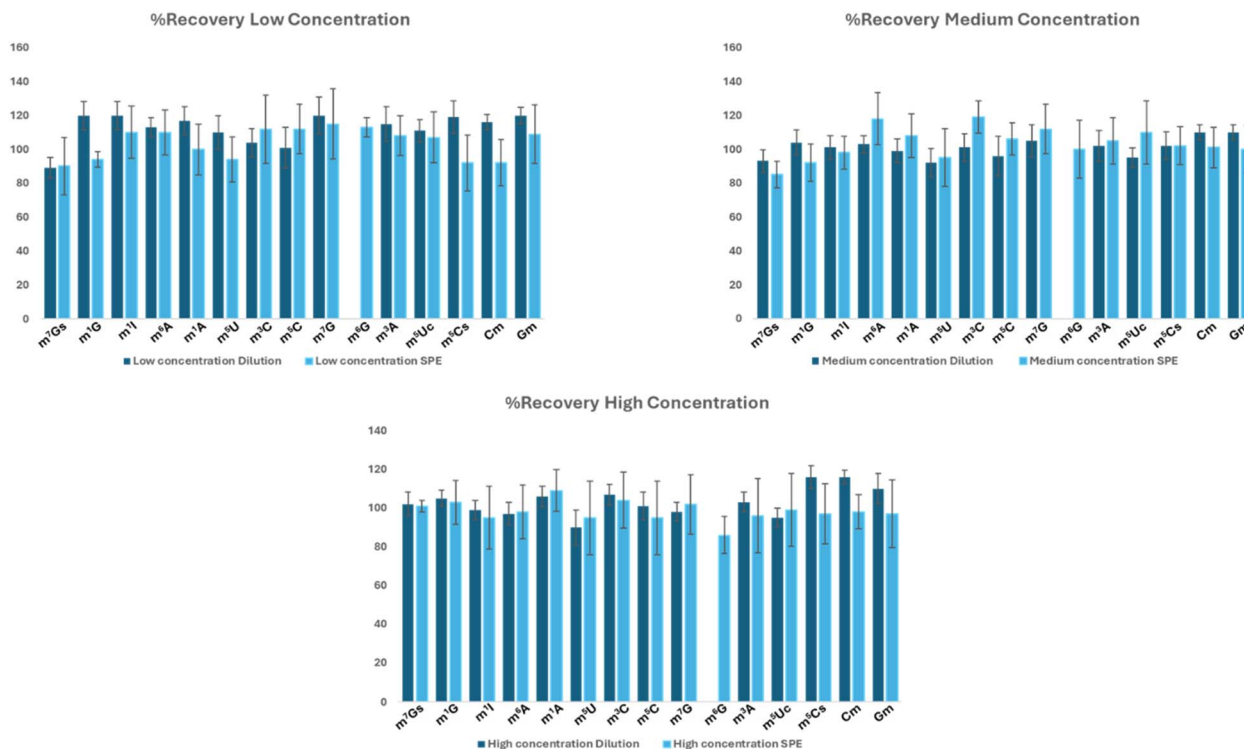 %Recovery Low Concentration
160
140
120
100
80
60
40
20
0
m⁷Gs m¹G m¹I m⁶A m¹A m⁵U m³C m⁵C m⁷G m⁶G m³A m⁵Uc m⁵Cs Cm Gm
Low concentration Dilution Low concentration SPE
%Recovery Medium Concentration
160
140
120
100
80
60
40
20
0
m⁷Gs m¹G m¹I m⁶A m¹A m⁵U m³C m⁵C m⁷G m⁶G m³A m⁵Uc m⁵Cs Cm Gm
Medium concentration Dilution Medium concentration SPE
%Recovery High Concentration
140
120
100
80
60
40
20
0
m⁷Gs m¹G m¹I m⁶A m¹A m⁵U m³C m⁵C m⁷G m⁶G m³A m⁵Uc m⁵Cs Cm Gm
High concentration Dilution High concentration SPE